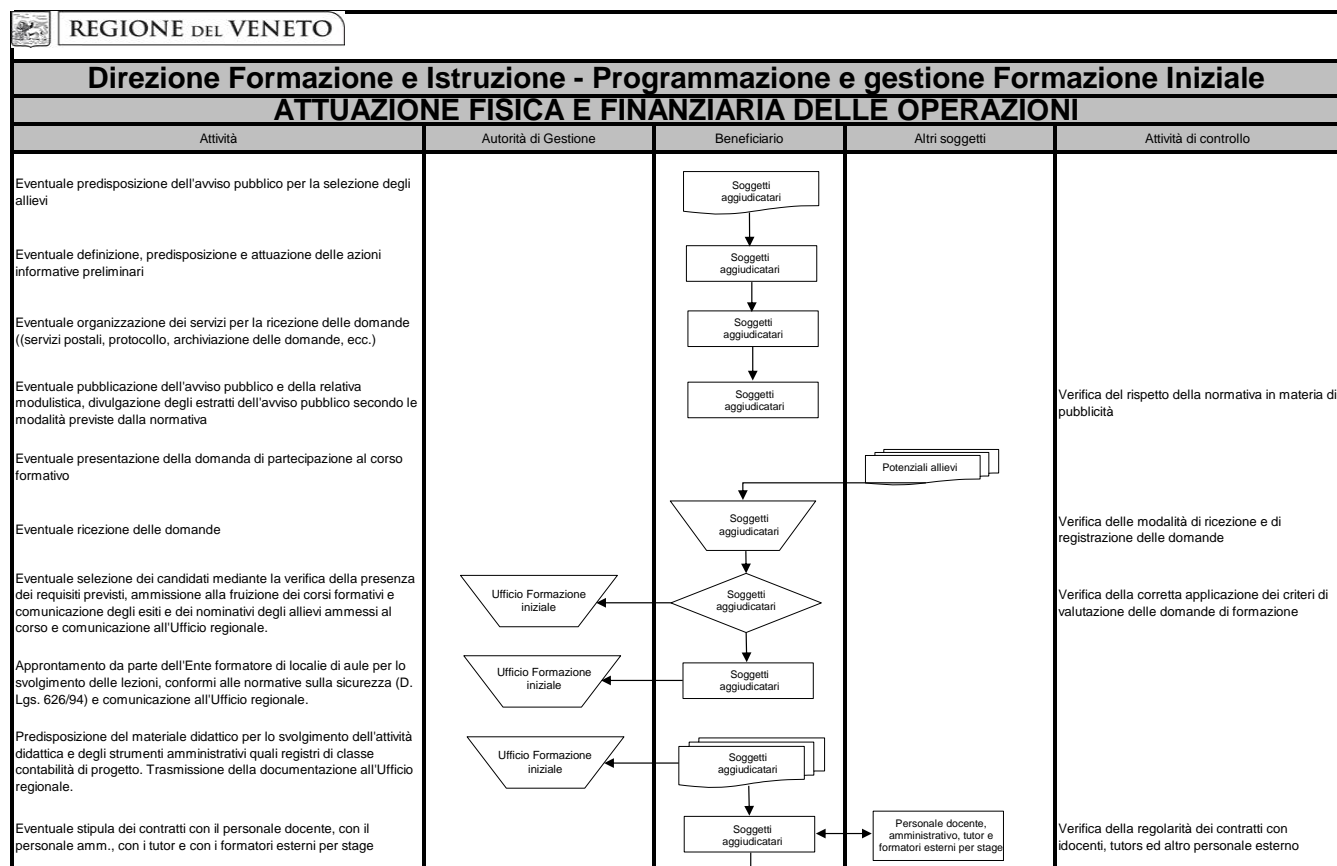 REGIONE DEL VENETO
Direzione Formazione e Istruzione - Programmazione e gestione Formazione Iniziale
ATTUAZIONE FISICA E FINANZIARIA DELLE OPERAZIONI
Attività
Autorità di Gestione
Beneficiario
Altri soggetti
Attività di controllo
Eventuale predisposizione dell'avviso pubblico per la selezione degli
allievi
Soggetti
aggiudicatari
Eventuale definizione, predisposizione e attuazione delle azioni
informative preliminari
Soggetti
aggiudicatari
Eventuale organizzazione dei servizi per la ricezione delle domande
((servizi postali, protocollo, archiviazione delle domande, ecc.)
Soggetti
aggiudicatari
Eventuale pubblicazione dell'avviso pubblico e della relativa
modulistica, divulgazione degli estratti dell'avviso pubblico secondo le
modalità previste dalla normativa
Soggetti
aggiudicatari
Verifica del rispetto della normativa in materia di
pubblicità
Eventuale presentazione della domanda di partecipazione al corso
formativo
Potenziali allievi
Eventuale ricezione delle domande
Soggetti
aggiudicatari
Verifica delle modalità di ricezione e di
registrazione delle domande
Eventuale selezione dei candidati mediante la verifica della presenza
dei requisiti previsti, ammissione alla fruizione dei corsi formativi e
comunicazione degli esiti e dei nominativi degli allievi ammessi al
corso e comunicazione all'Ufficio regionale.
Ufficio Formazione
iniziale
Soggetti
aggiudicatari
Verifica della corretta applicazione dei criteri di
valutazione delle domande di formazione
Approntamento da parte dell'Ente formatore di localie di aule per lo
svolgimento delle lezioni, conformi alle normative sulla sicurezza (D.
Lgs. 626/94) e comunicazione all'Ufficio regionale.
Ufficio Formazione
iniziale
Soggetti
aggiudicatari
Predisposizione del materiale didattico per lo svolgimento dell'attività
didattica e degli strumenti amministrativi quali registri di classe
contabilità di progetto. Trasmissione della documentazione all'Ufficio
regionale.
Ufficio Formazione
iniziale
Soggetti
aggiudicatari
Eventuale stipula dei contratti con il personale docente, con il
personale amm., con i tutor e con i formatori esterni per stage
Soggetti
aggiudicatari
Personale docente,
amministrativo, tutor e
formatori esterni per stage
Verifica della regolarità dei contratti con
idocenti, tutors ed altro personale esterno